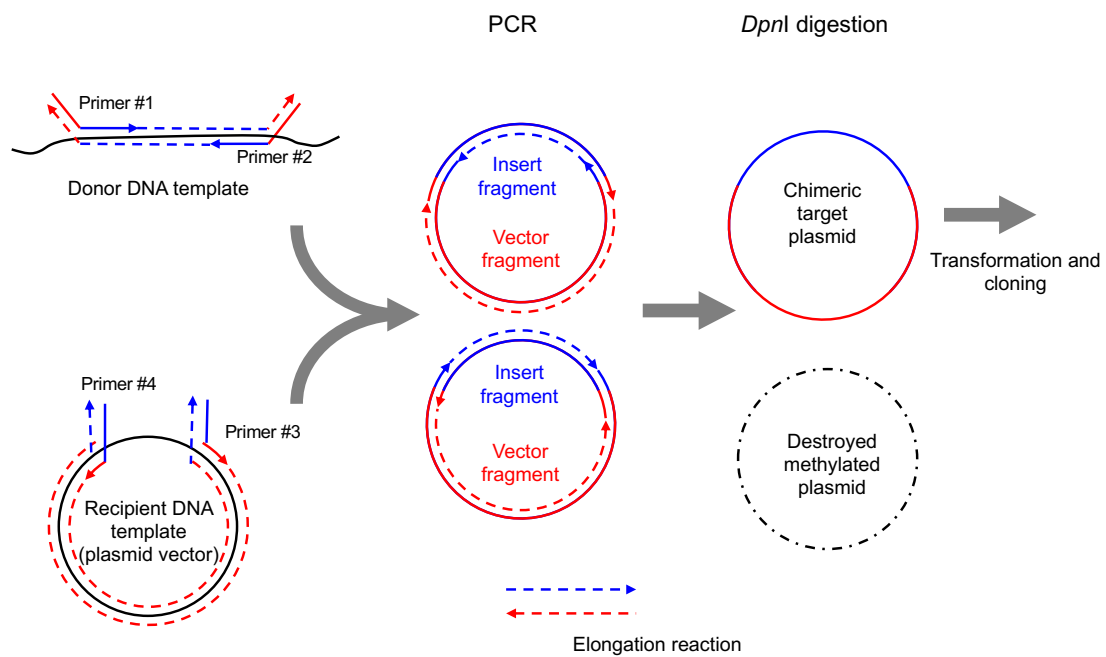 PCR
DpnI digestion
Primer #1
Primer #2
Donor DNA template
Insert
fragment
Vector
fragment
Chimeric
target
plasmid
Transformation and
cloning
Primer #4
Primer #3
Recipient DNA
template
(plasmid vector)
Insert
fragment
Vector
fragment
Destroyed
methylated
plasmid
Elongation reaction